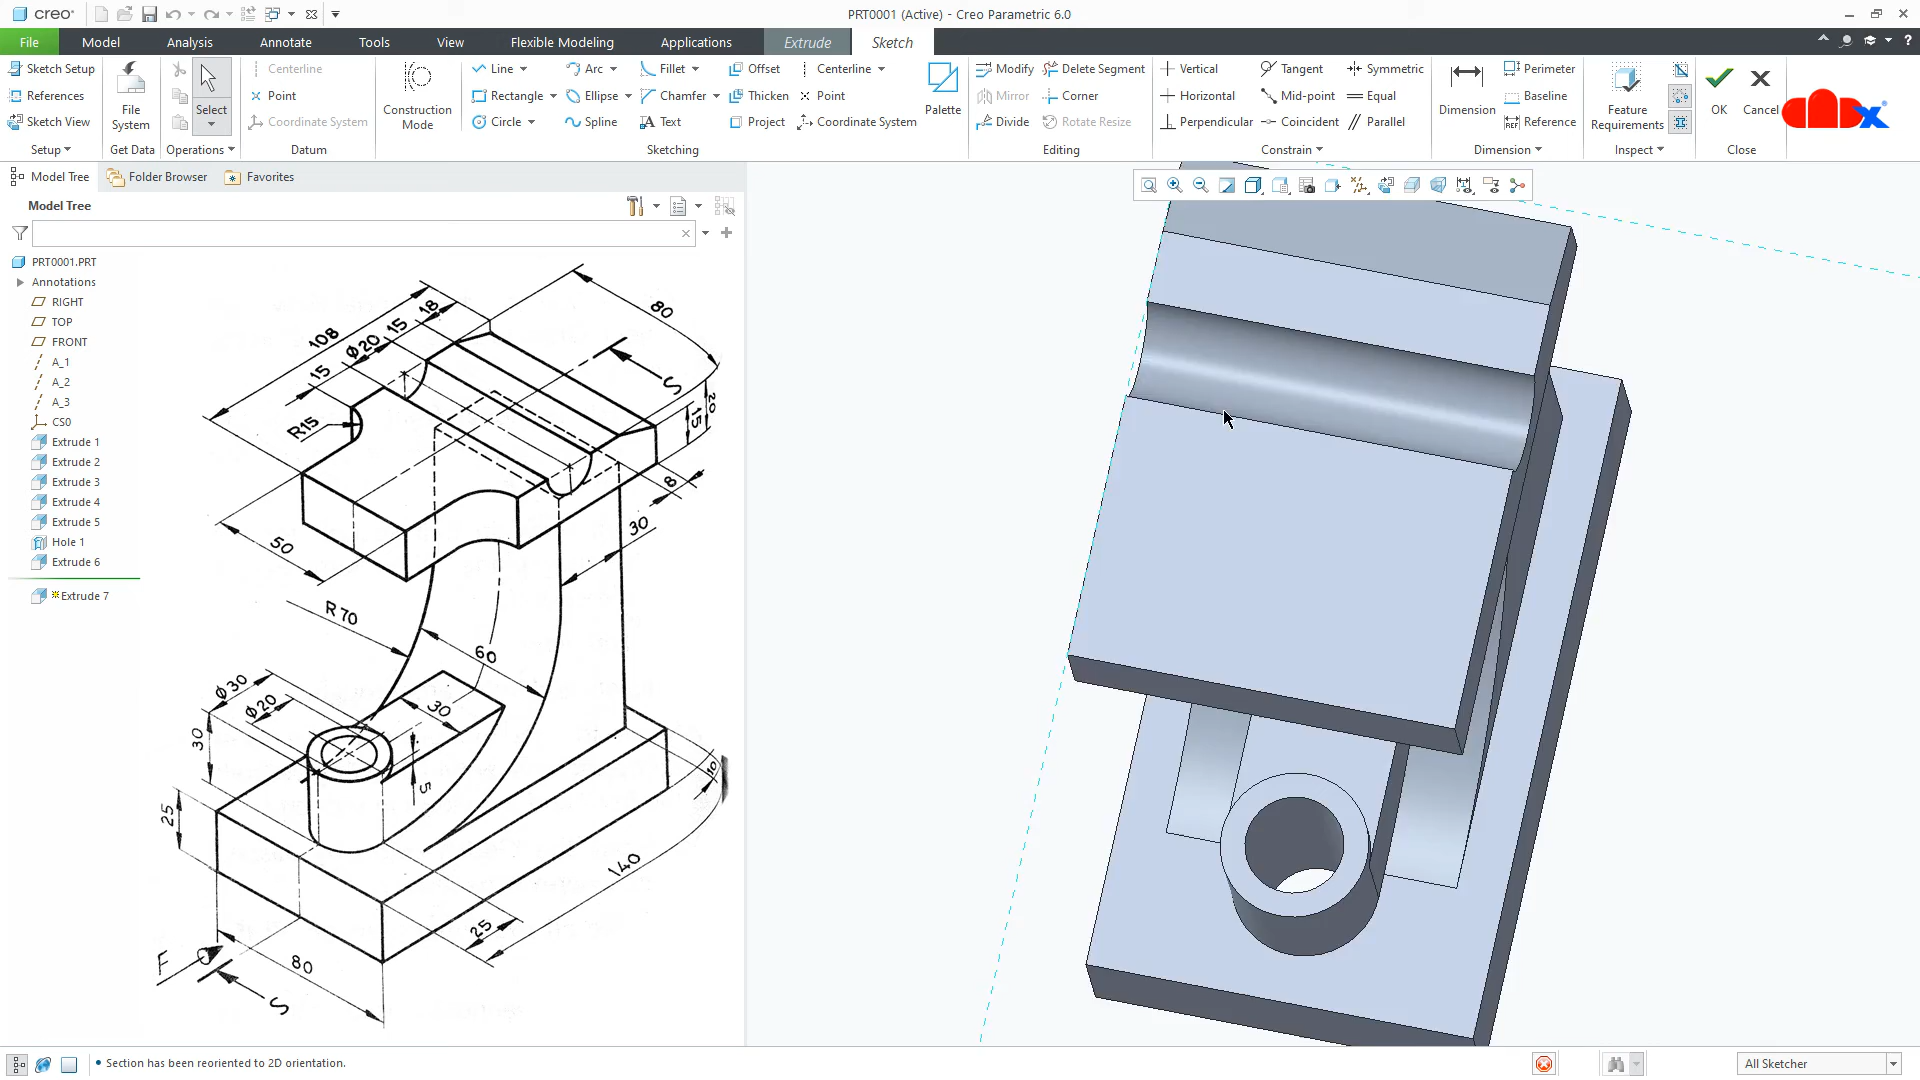 creo
PRT0001 (Active) - Creo Parametric 6.0
File Model Analysis Annotate Tools View Flexible Modeling Applications Extrude Sketch
Sketch Setup
References
Sketch View
Setup
File System
Get Data
Select
Operations
Centerline
Point
Coordinate System
Datum
Construction Mode
Line Arc Fillet Offset Centerline
Rectangle Ellipse Chamfer Thicken Point
Circle Spline Text Project Coordinate System
Palette
Sketching
Modify Delete Segment
Mirror Corner
Divide Rotate Resize
Editing
Vertical Tangent Symmetric
Horizontal Mid-point Equal
Perpendicular Coincident Parallel
Constrain
Dimension
Perimeter
Baseline
Reference
Dimension
Feature Requirements
Inspect
OK
Cancel
Close
Model Tree Folder Browser Favorites
Model Tree
PRT0001.PRT
Annotations
RIGHT
TOP
FRONT
A_1
A_2
A_3
CS0
Extrude 1
Extrude 2
Extrude 3
Extrude 4
Extrude 5
Hole 1
Extrude 6
Extrude 7
80
18
15
Φ20
108
15
R15
S
20
15
8
30
50
R70
60
Φ30
Φ20
30
30
5
25
10
140
25
F
80
S
Section has been reoriented to 2D orientation.
All Sketcher